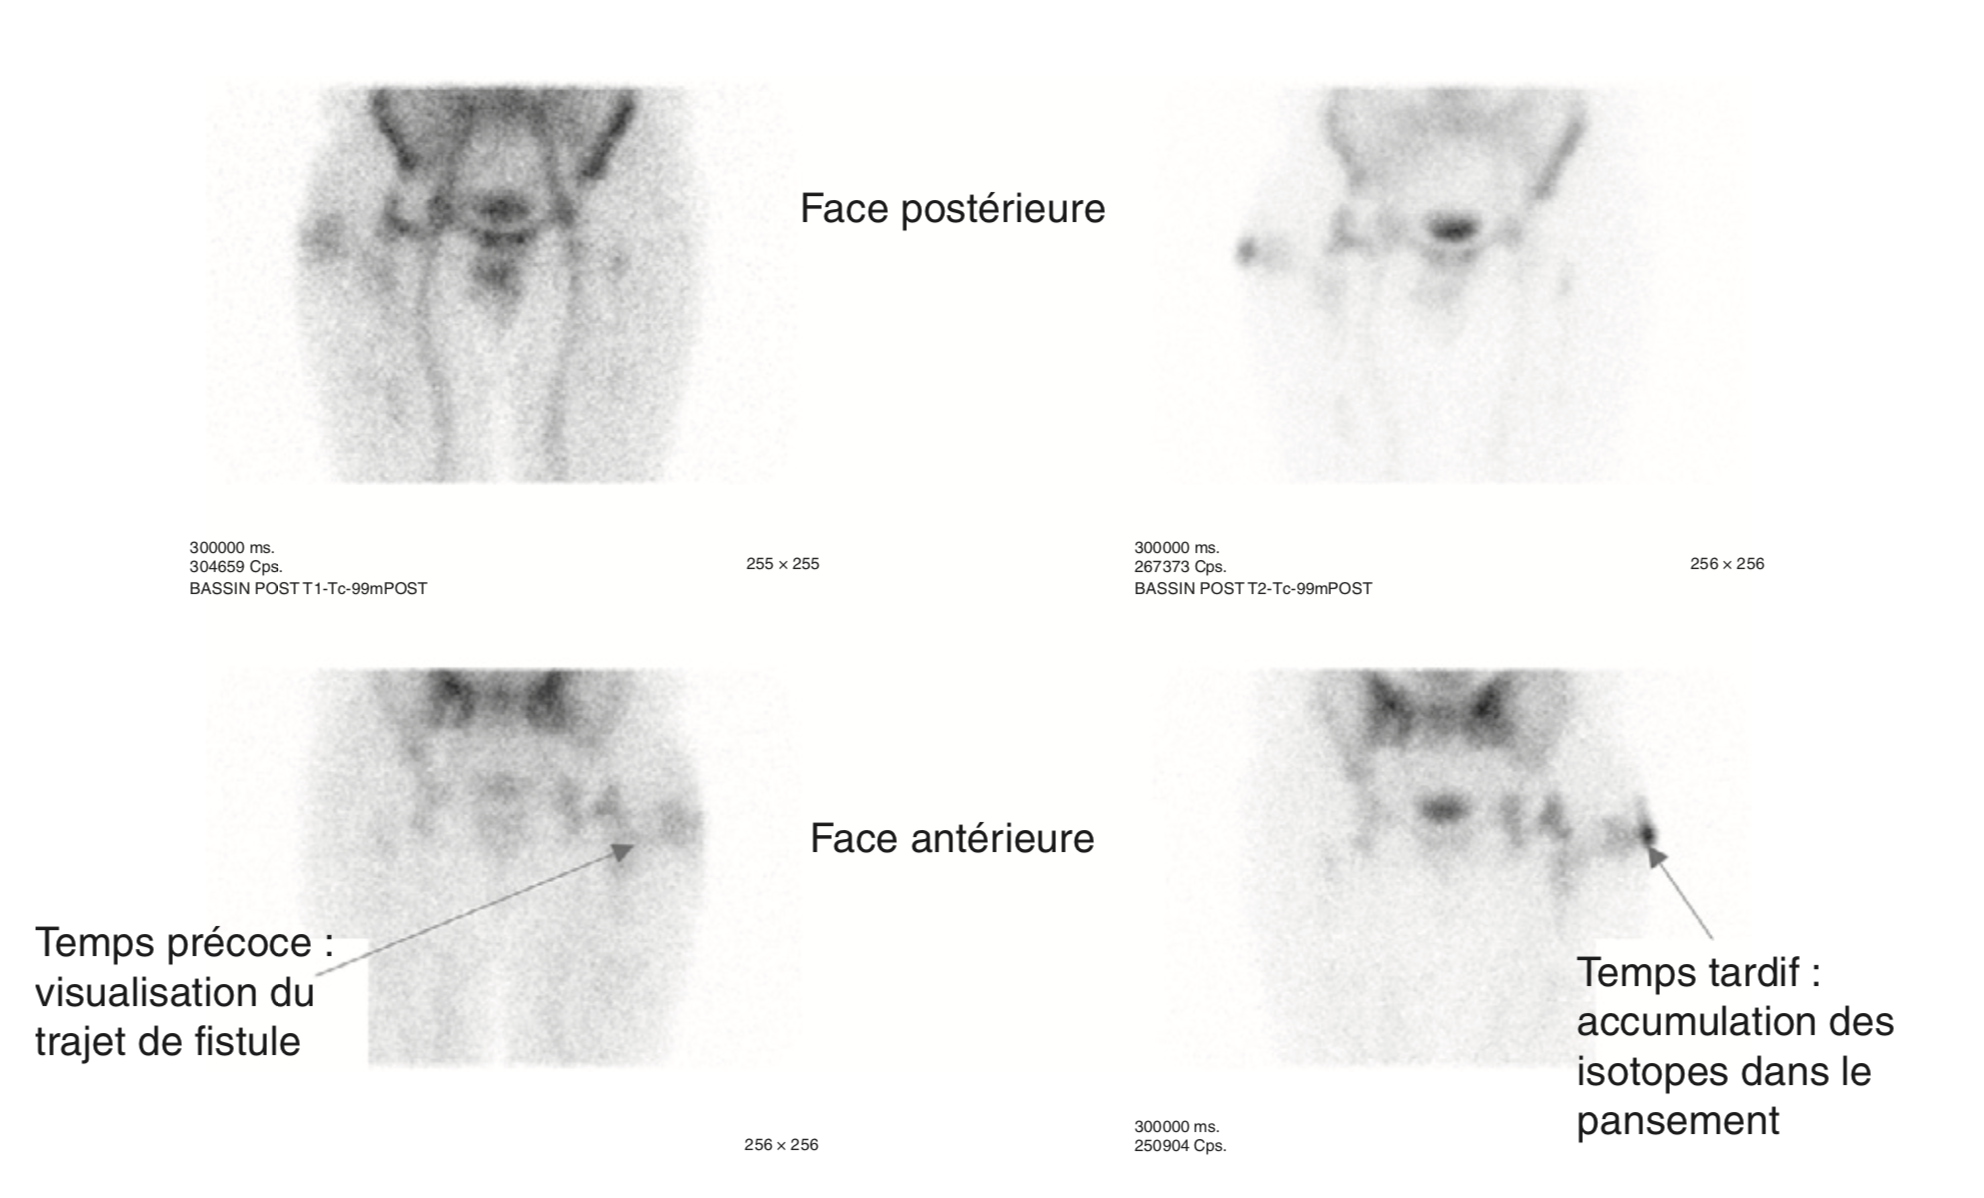 Face postérieure
300000 ms.
304659 Cps.
BASSIN POST T1-Tc-99mPOST
255 × 255
300000 ms.
267373 Cps.
BASSIN POST T2-Tc-99mPOST
256 × 256
Face antérieure
Temps précoce :
visualisation du
trajet de fistule
Temps tardif :
accumulation des
isotopes dans le
pansement
256 × 256
300000 ms.
250904 Cps.